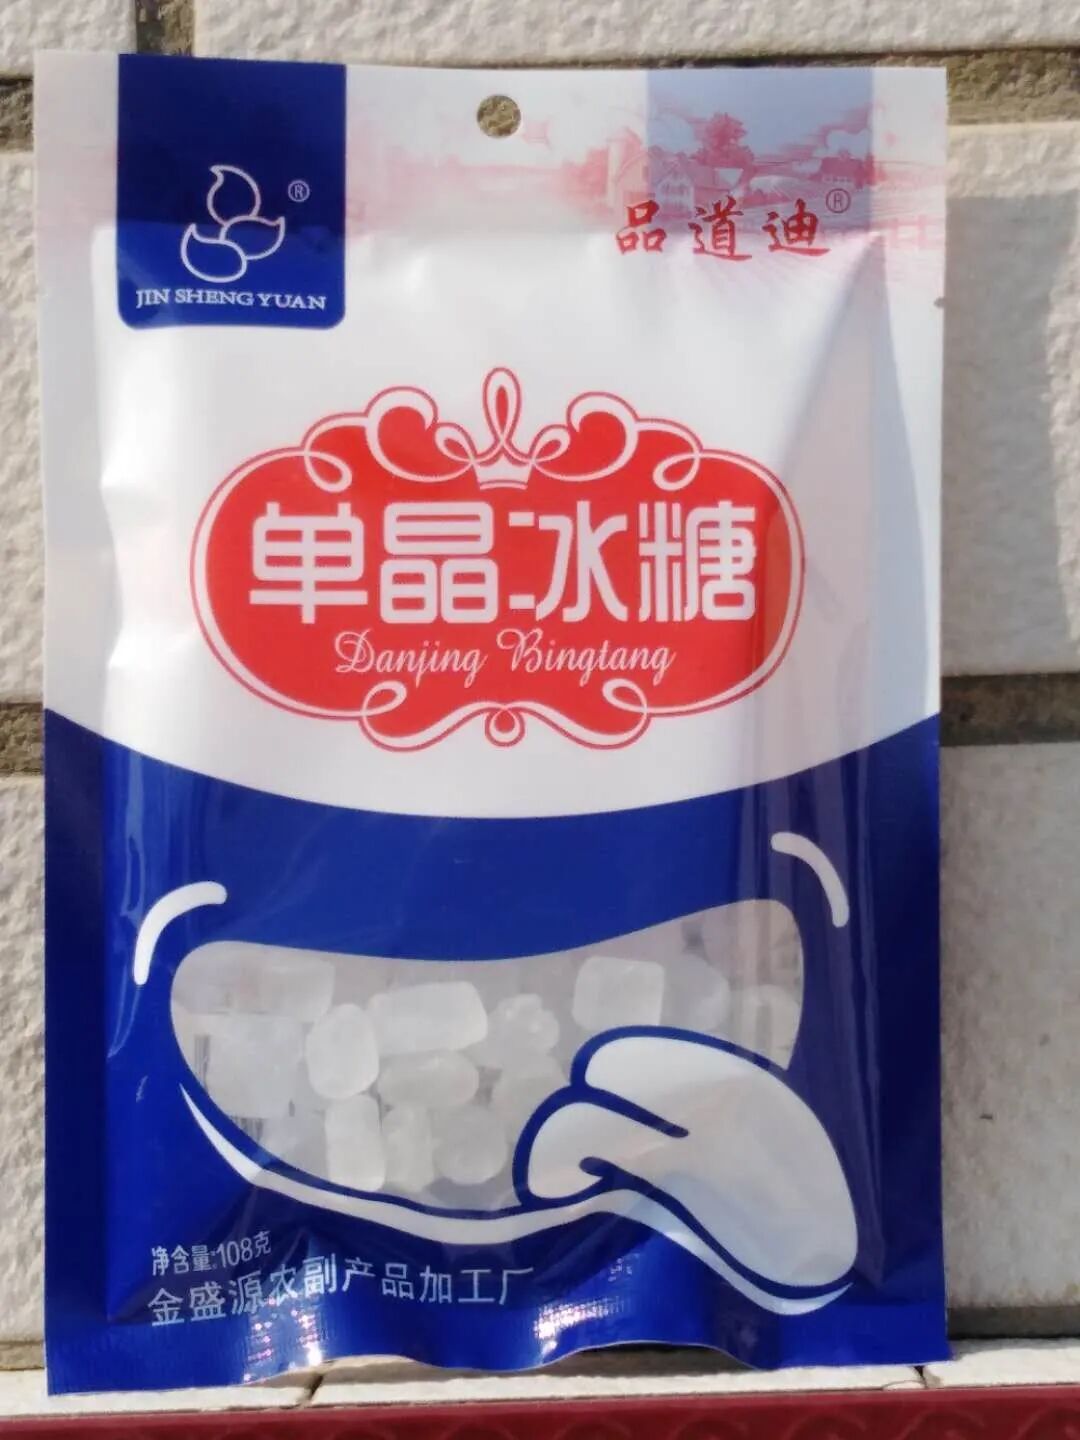 ®
JIN SHENG YUAN
品道迪®
单晶冰糖
Danjing Bingtang
净含量:108克
金盛源农副产品加工厂